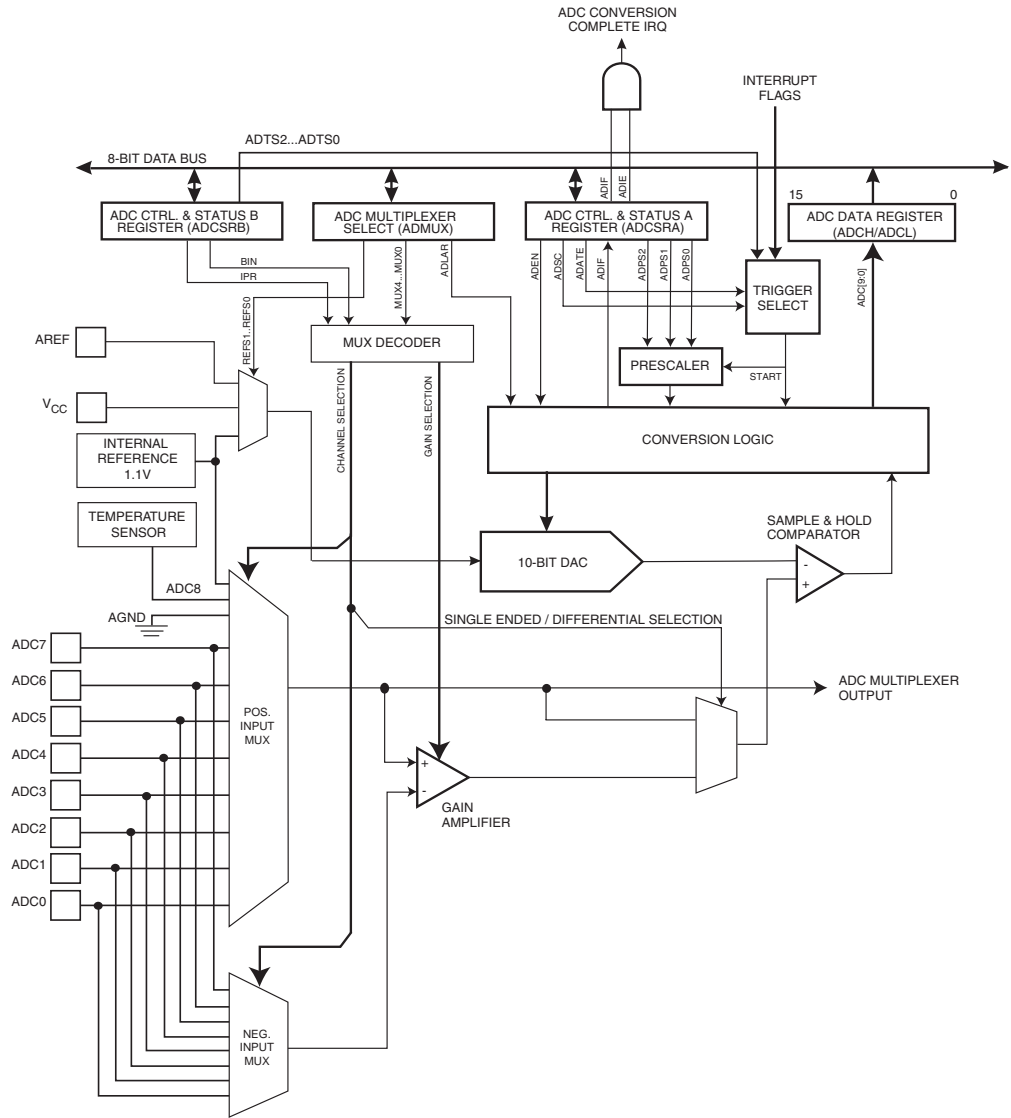 ADC CONVERSION
COMPLETE IRQ
INTERRUPT
FLAGS
ADTS2...ADTS0
8-BIT DATA BUS
ADIF
ADIE
15
0
ADC CTRL. & STATUS B
REGISTER (ADCSRB)
ADC MULTIPLEXER
SELECT (ADMUX)
ADC CTRL. & STATUS A
REGISTER (ADCSRA)
ADC DATA REGISTER
(ADCH/ADCL)
BIN
IPR
REFS1..REFS0
MUX4...MUX0
ADLAR
ADEN
ADSC
ADATE
ADIF
ADPS2
ADPS1
ADPS0
ADC[9:0]
TRIGGER
SELECT
MUX DECODER
PRESCALER
START
AREF
VCC
CHANNEL SELECTION
GAIN SELECTION
CONVERSION LOGIC
INTERNAL
REFERENCE
1.1V
TEMPERATURE
SENSOR
10-BIT DAC
SAMPLE & HOLD
COMPARATOR
-
+
ADC8
AGND
SINGLE ENDED / DIFFERENTIAL SELECTION
ADC7
ADC6
ADC5
ADC4
ADC3
ADC2
ADC1
ADC0
POS.
INPUT
MUX
ADC MULTIPLEXER
OUTPUT
+
-
GAIN
AMPLIFIER
NEG.
INPUT
MUX